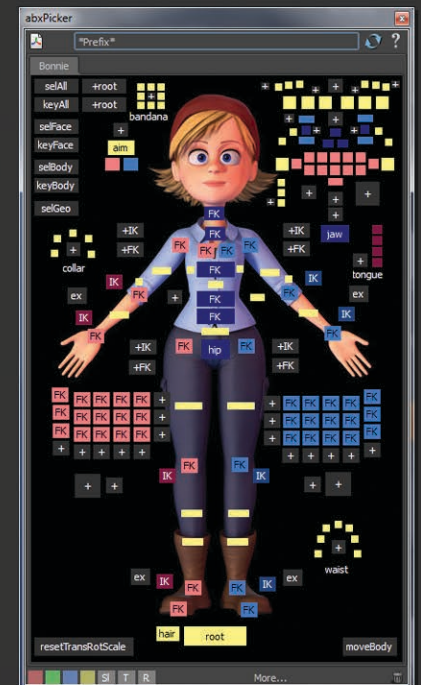 abxPicker
*Prefix*
?
Bonnie
selAll +root
keyAll +root
bandana
selFace +
keyFace aim
selBody
keyBody
selGeo
FK
FK
+IK +IK jaw
FK FK FK FK
+FK +FK
collar tongue
FK
IK IK
ex FK + FK FK ex
IK FK IK
FK FK
+IK FK hip FK +IK
+FK +FK
FK FK FK FK FK + + FK FK FK FK FK
FK FK FK FK FK + + FK FK FK FK FK
FK FK FK FK FK + + FK FK FK FK FK
+ + + + + + + + + +
FK FK
IK IK
+ + + +
waist
ex IK FK FK IK ex
FK FK
hair root
resetTransRotScale moveBody
Sl T R More...